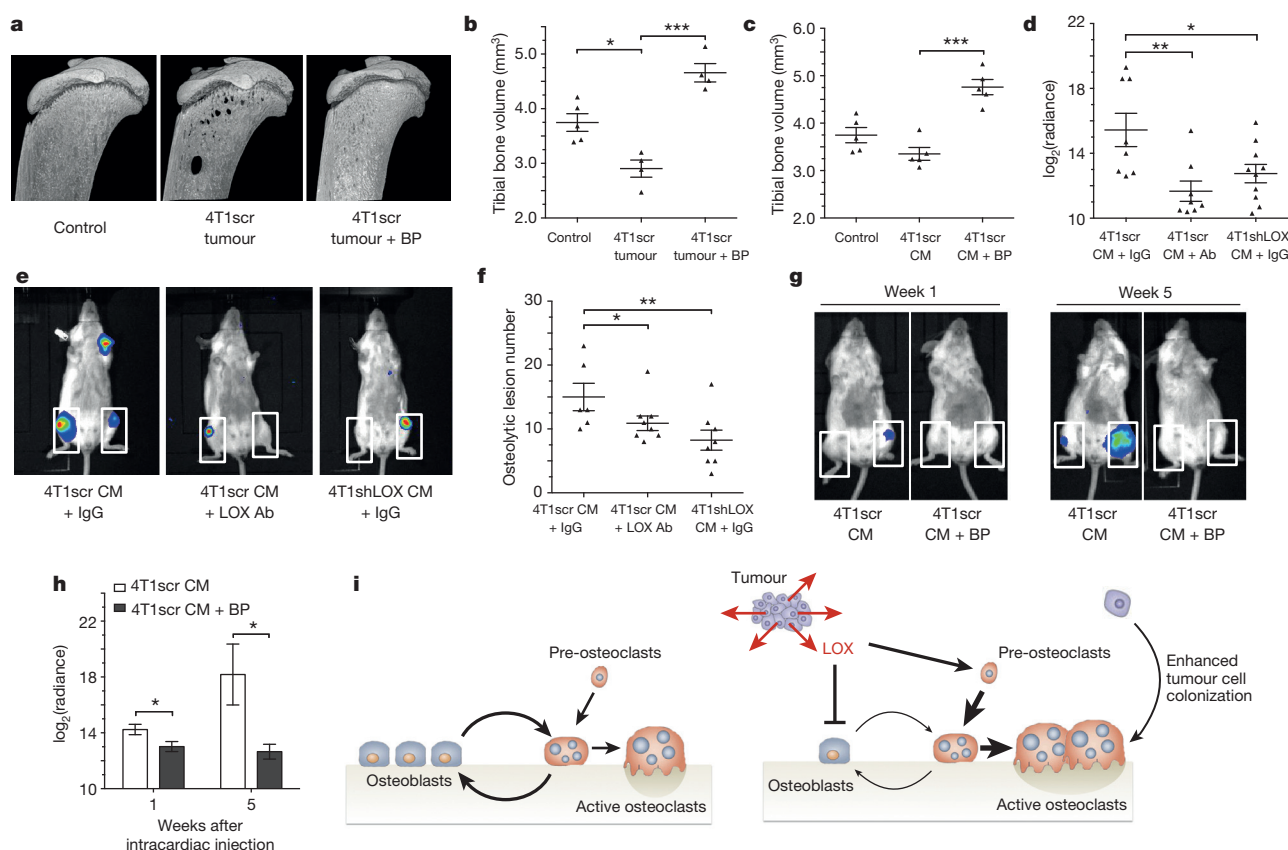 a
Control
4T1scr
tumour
4T1scr
tumour + BP
b
Tibial bone volume (mm³)
6.0
5.0
4.0
3.0
2.0
*
***
Control
4T1scr
tumour
4T1scr
tumour + BP
c
Tibial bone volume (mm³)
6.0
5.0
4.0
3.0
2.0
***
Control
4T1scr
CM
4T1scr
CM + BP
d
log₂(radiance)
22
18
14
10
*
**
4T1scr
CM + IgG
4T1scr
CM + Ab
4T1shLOX
CM + IgG
e
4T1scr CM
+ IgG
4T1scr CM
+ LOX Ab
4T1shLOX CM
+ IgG
f
Osteolytic lesion number
30
20
10
0
**
*
4T1scr CM
+ IgG
4T1scr CM
+ LOX Ab
4T1shLOX
CM + IgG
g
Week 1
Week 5
4T1scr
CM
4T1scr
CM + BP
4T1scr
CM
4T1scr
CM + BP
h
4T1scr CM
4T1scr CM + BP
log₂(radiance)
22
18
14
10
*
*
1
5
Weeks after
intracardiac injection
i
Pre-osteoclasts
Osteoblasts
Active osteoclasts
Tumour
LOX
Pre-osteoclasts
Enhanced
tumour cell
colonization
Osteoblasts
Active osteoclasts